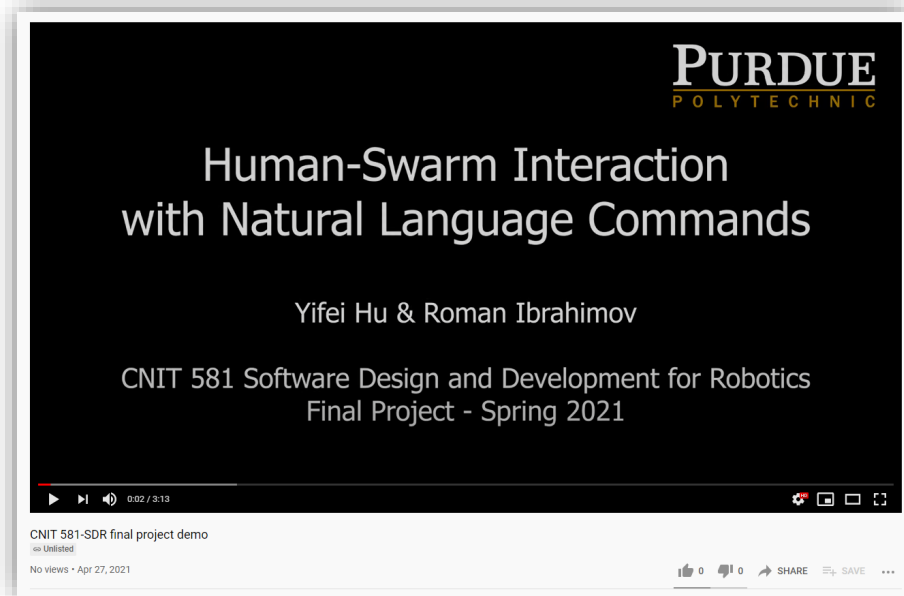 PURDUE
POLYTECHNIC
Human-Swarm Interaction
with Natural Language Commands
Yifei Hu & Roman Ibrahimov
CNIT 581 Software Design and Development for Robotics
Final Project - Spring 2021
0:02 / 3:13
HD
CNIT 581-SDR final project demo
Unlisted
No views • Apr 27, 2021
0 0 SHARE SAVE